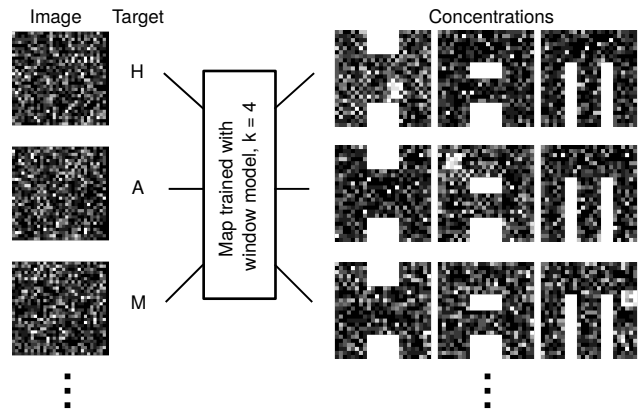 Image Target Concentrations
H
A
M
Map trained with
window model, k = 4